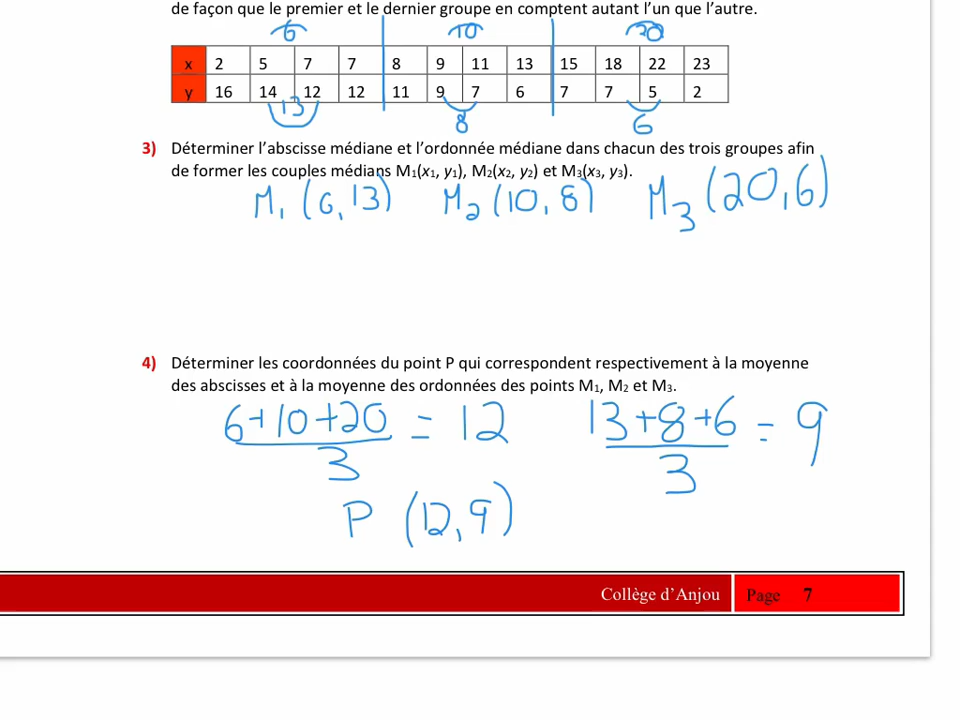 de façon que le premier et le dernier groupe en comptent autant l'un que l'autre.
6 10 20
x 2 5 7 7 8 9 11 13 15 18 22 23
y 16 14 12 12 11 9 7 6 7 7 5 2
13 8 6
3) Déterminer l'abscisse médiane et l'ordonnée médiane dans chacun des trois groupes afin
de former les couples médians M₁(x₁, y₁), M₂(x₂, y₂) et M₃(x₃, y₃).
M₁ (6,13) M₂ (10,8) M₃ (20,6)
4) Déterminer les coordonnées du point P qui correspondent respectivement à la moyenne
des abscisses et à la moyenne des ordonnées des points M₁, M₂ et M₃.
6+10+20 = 12 13+8+6 = 9
3 3
P (12,9)
Collège d'Anjou Page 7